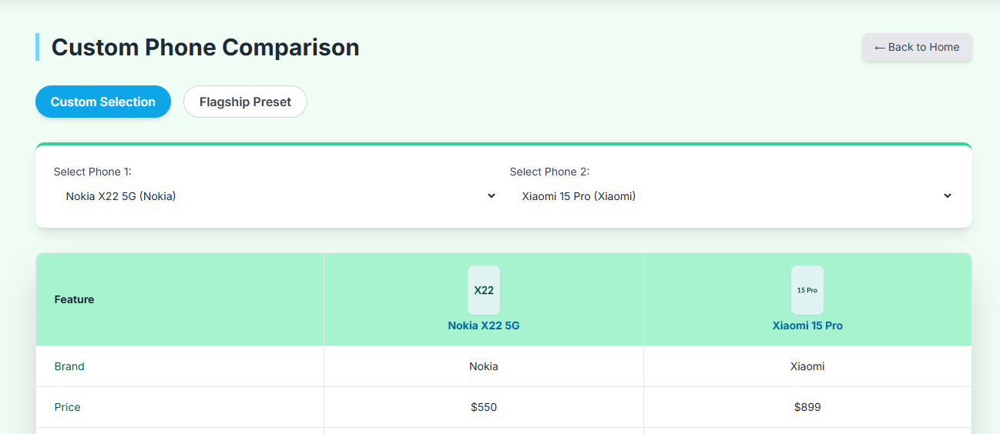 Custom Phone Comparison
← Back to Home
Custom Selection
Flagship Preset
Select Phone 1:
Select Phone 2:
Nokia X22 5G (Nokia)
Xiaomi 15 Pro (Xiaomi)
Feature
X22
Nokia X22 5G
15 Pro
Xiaomi 15 Pro
Brand
Nokia
Xiaomi
Price
$550
$899